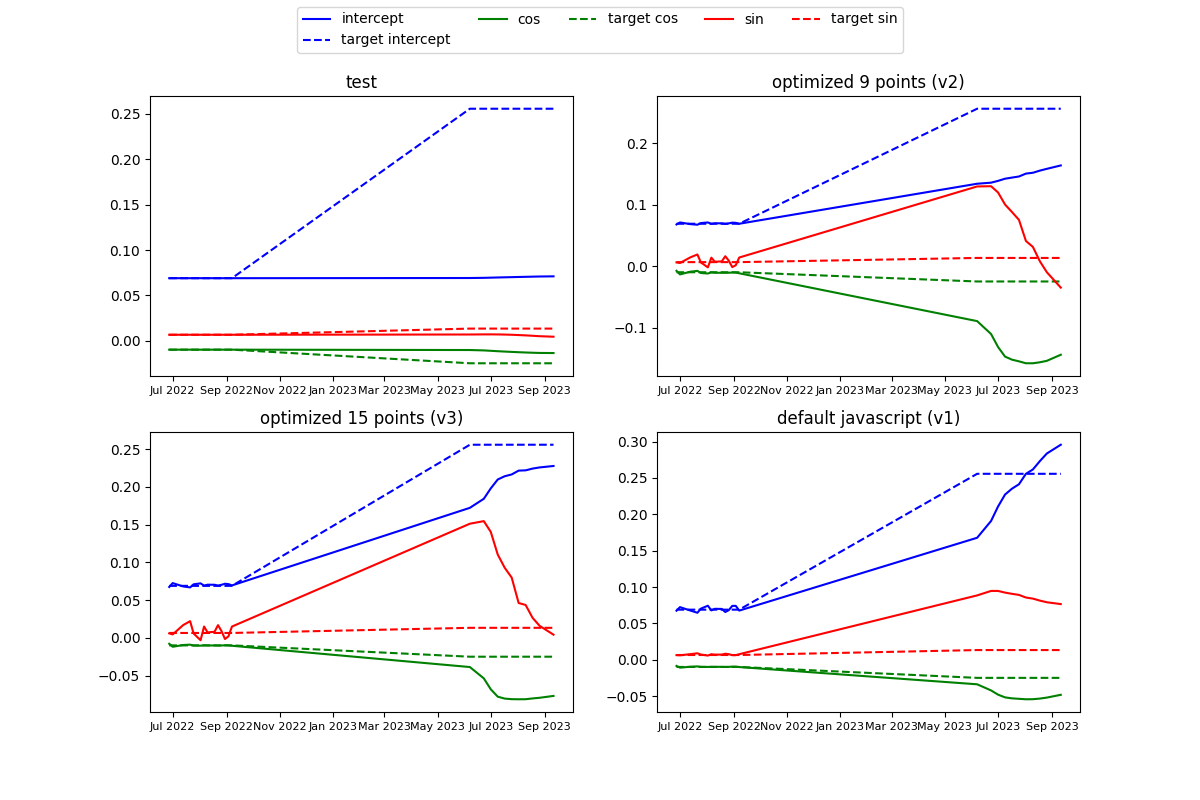 intercept cos target cos sin target sin
target intercept
test
0.25
0.20
0.15
0.10
0.05
0.00
Jul 2022 Sep 2022 Nov 2022 Jan 2023 Mar 2023 May 2023 Jul 2023 Sep 2023
optimized 9 points (v2)
0.2
0.1
0.0
−0.1
Jul 2022 Sep 2022 Nov 2022 Jan 2023 Mar 2023 May 2023 Jul 2023 Sep 2023
optimized 15 points (v3)
0.25
0.20
0.15
0.10
0.05
0.00
−0.05
Jul 2022 Sep 2022 Nov 2022 Jan 2023 Mar 2023 May 2023 Jul 2023 Sep 2023
default javascript (v1)
0.30
0.25
0.20
0.15
0.10
0.05
0.00
−0.05
Jul 2022 Sep 2022 Nov 2022 Jan 2023 Mar 2023 May 2023 Jul 2023 Sep 2023